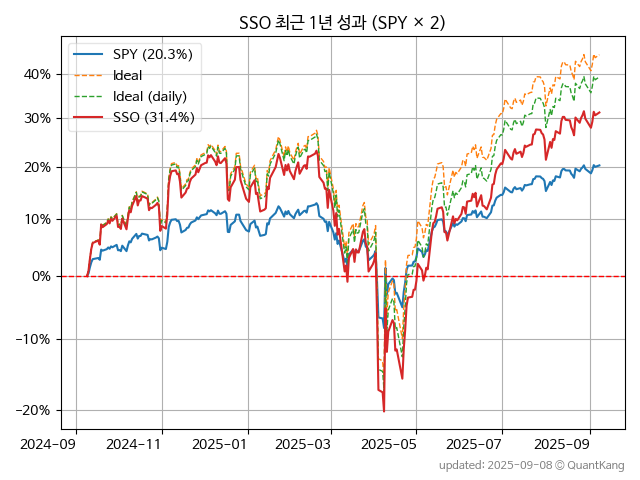 SSO 최근 1년 성과 (SPY × 2)
SPY (20.3%)
Ideal
Ideal (daily)
SSO (31.4%)
40%
30%
20%
10%
0%
−10%
−20%
2024−09
2024−11
2025−01
2025−03
2025−05
2025−07
2025−09
updated: 2025-09-08 © QuantKang